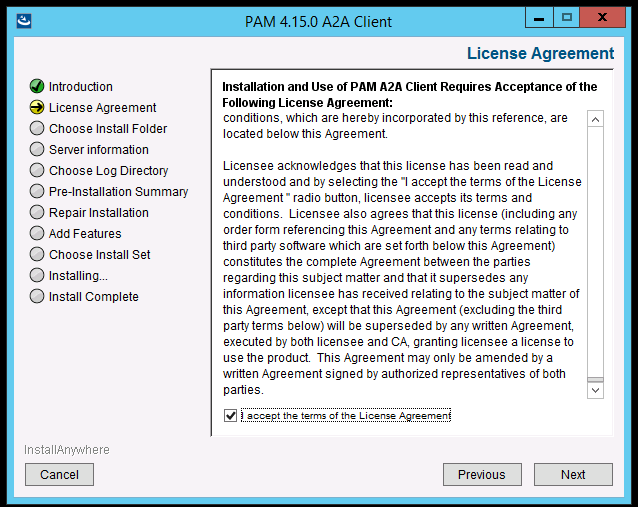 PAM 4.15.0 A2A Client
License Agreement
Introduction
License Agreement
Choose Install Folder
Server information
Choose Log Directory
Pre-Installation Summary
Repair Installation
Add Features
Choose Install Set
Installing...
Install Complete
Installation and Use of PAM A2A Client Requires Acceptance of the
Following License Agreement:
conditions, which are hereby incorporated by this reference, are
located below this Agreement.
Licensee acknowledges that this license has been read and
understood and by selecting the "I accept the terms of the License
Agreement " radio button, licensee accepts its terms and
conditions.  Licensee also agrees that this license (including any
order form referencing this Agreement and any terms relating to
third party software which are set forth below this Agreement)
constitutes the complete Agreement between the parties
regarding this subject matter and that it supersedes any
information licensee has received relating to the subject matter of
this Agreement, except that this Agreement (excluding the third
party terms below) will be superseded by any written Agreement,
executed by both licensee and CA, granting licensee a license to
use the product.  This Agreement may only be amended by a
written Agreement signed by authorized representatives of both
parties.
I accept the terms of the License Agreement
InstallAnywhere
Cancel
Previous
Next